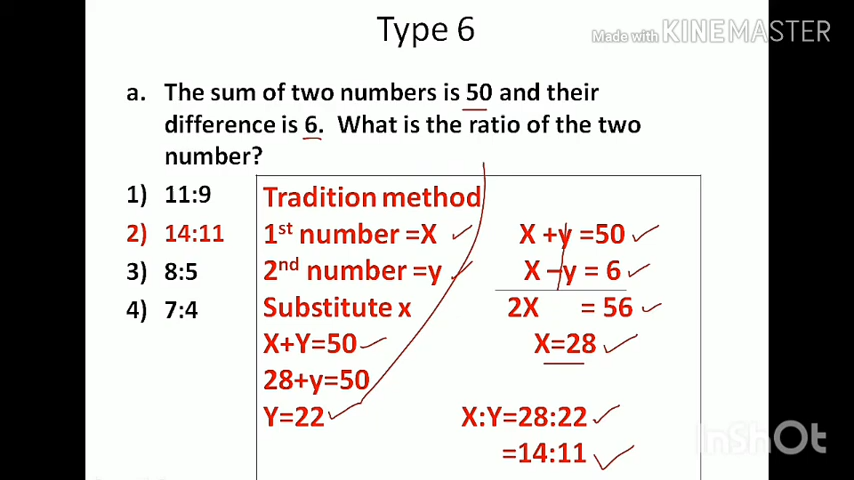 Type 6
Made with KINEMASTER
a. The sum of two numbers is 50 and their
difference is 6. What is the ratio of the two
number?
1) 11:9
2) 14:11
3) 8:5
4) 7:4
Tradition method
1st number =X
2nd number =y
Substitute x
X+Y=50
28+y=50
Y=22
X +y =50
X –y = 6
2X = 56
X=28
X:Y=28:22
=14:11
InShOt